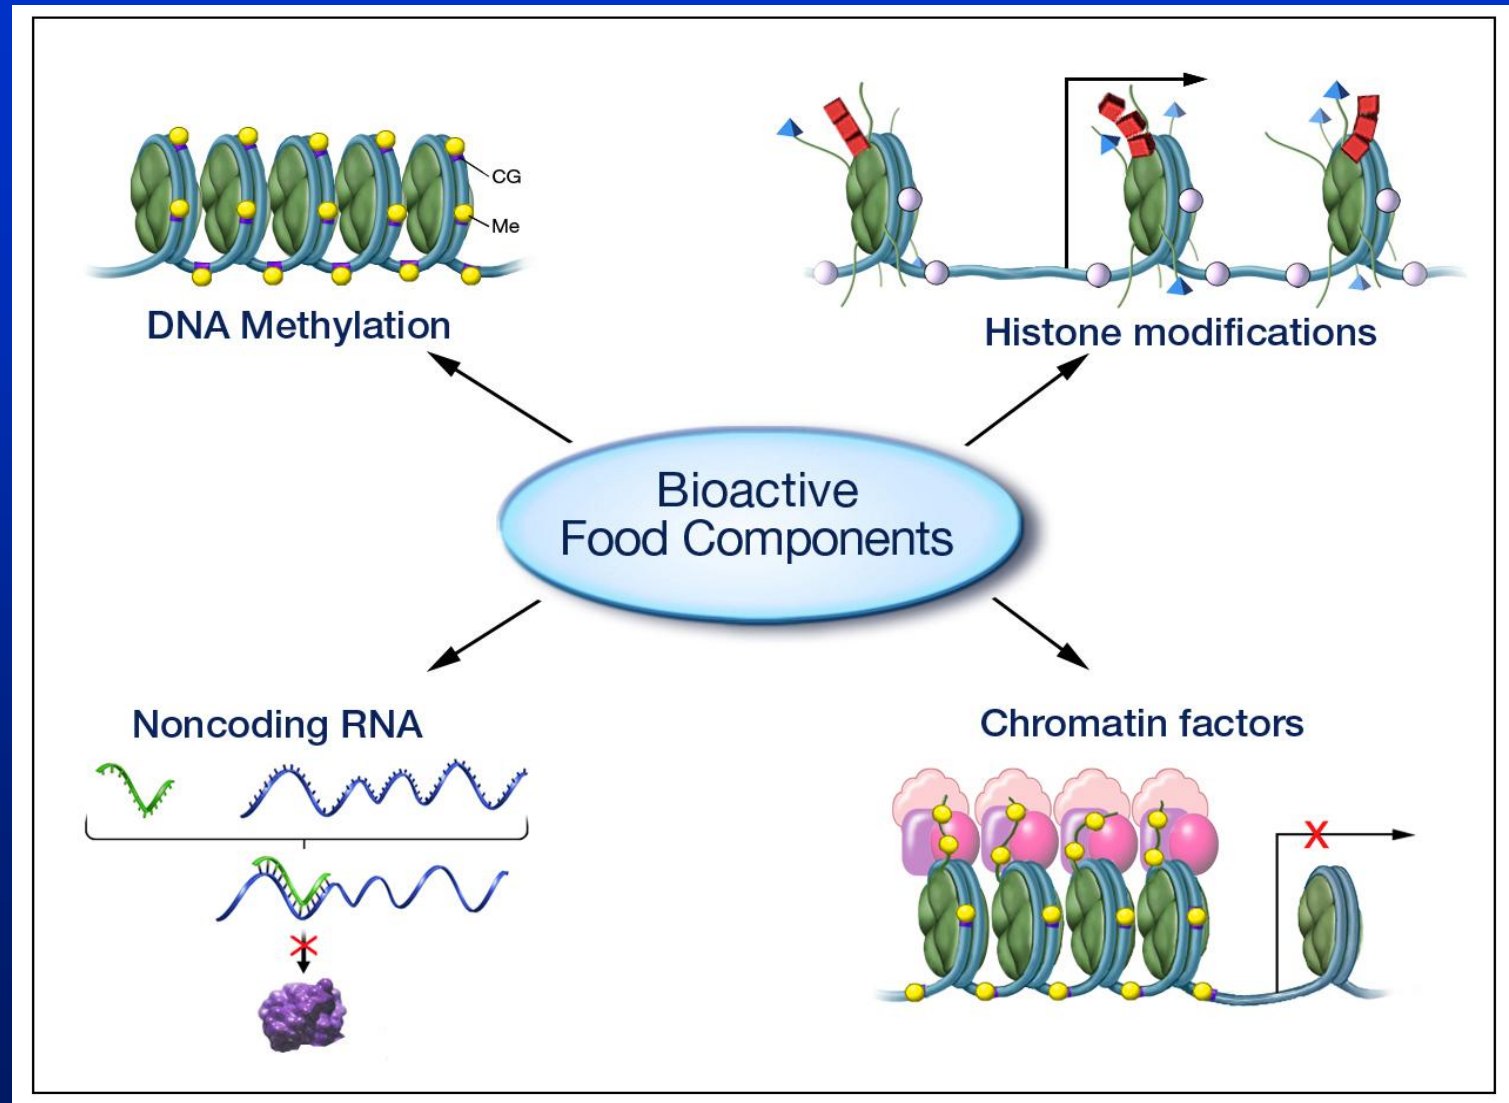 CG
Me
DNA Methylation
Histone modifications
Bioactive
Food Components
Noncoding RNA
Chromatin factors
X